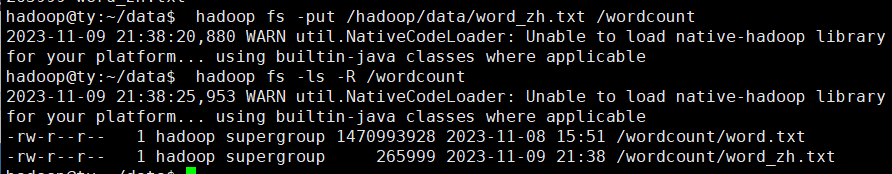 265999 word_zh.txt
hadoop@ty:~/data$  hadoop fs -put /hadoop/data/word_zh.txt /wordcount
2023-11-09 21:38:20,880 WARN util.NativeCodeLoader: Unable to load native-hadoop library
for your platform... using builtin-java classes where applicable
hadoop@ty:~/data$  hadoop fs -ls -R /wordcount
2023-11-09 21:38:25,953 WARN util.NativeCodeLoader: Unable to load native-hadoop library
for your platform... using builtin-java classes where applicable
-rw-r--r--   1 hadoop supergroup 1470993928 2023-11-08 15:51 /wordcount/word.txt
-rw-r--r--   1 hadoop supergroup     265999 2023-11-09 21:38 /wordcount/word_zh.txt
hadoop@ty:~/data$